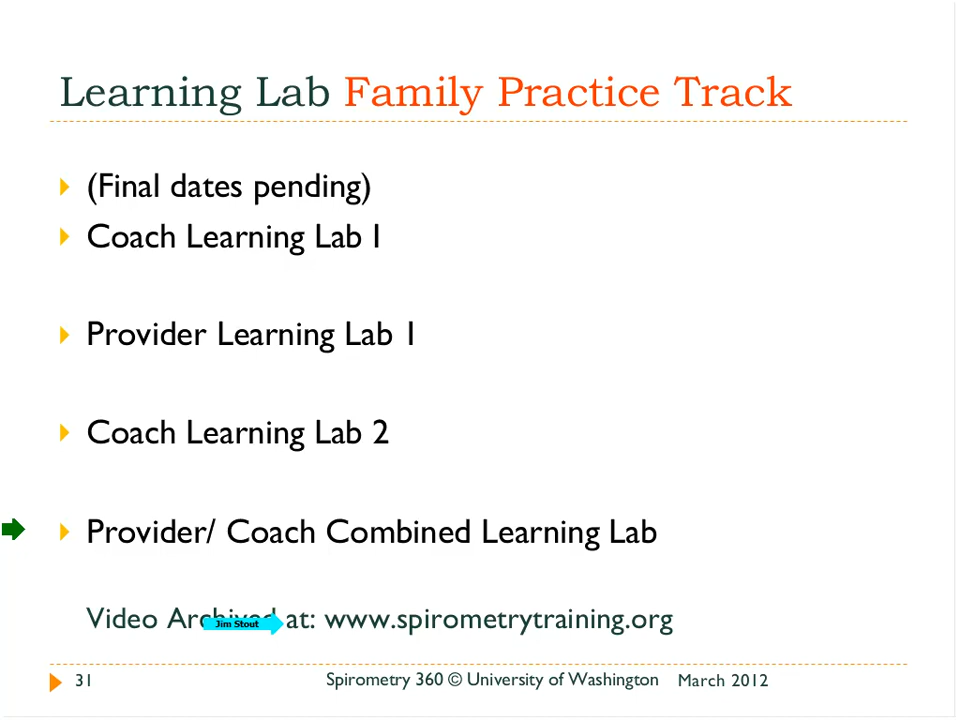 Learning Lab Family Practice Track
(Final dates pending)
Coach Learning Lab I
Provider Learning Lab 1
Coach Learning Lab 2
Provider/ Coach Combined Learning Lab
Video Archived at: www.spirometrytraining.org
Jim Stout
31 Spirometry 360 © University of Washington March 2012